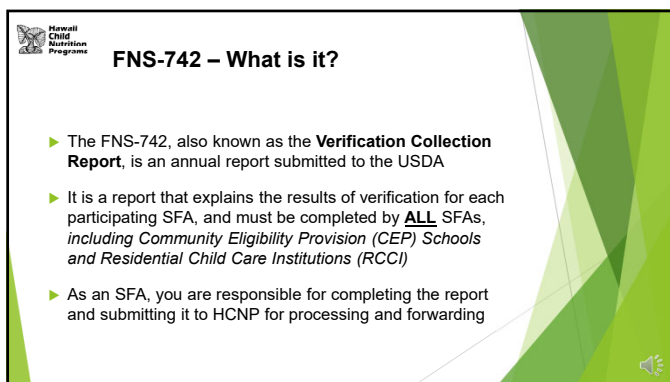 Hawaii
Child
Nutrition
Programs
FNS-742 – What is it?
The FNS-742, also known as the Verification Collection
Report, is an annual report submitted to the USDA
It is a report that explains the results of verification for each
participating SFA, and must be completed by ALL SFAs,
including Community Eligibility Provision (CEP) Schools
and Residential Child Care Institutions (RCCI)
As an SFA, you are responsible for completing the report
and submitting it to HCNP for processing and forwarding